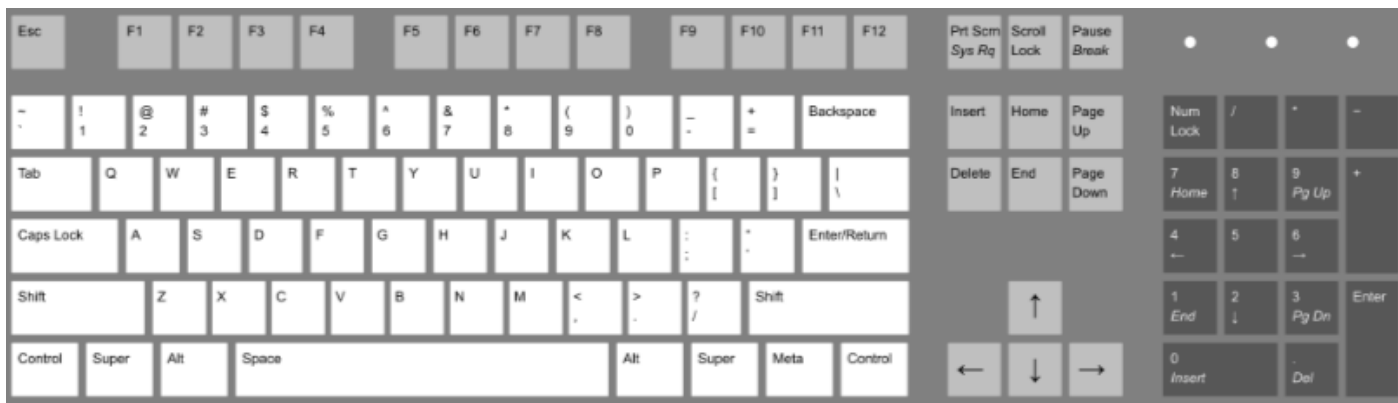 Esc F1 F2 F3 F4 F5 F6 F7 F8 F9 F10 F11 F12 Prt Scrn Scroll Pause
Sys Rq Lock Break
~ ! @ # $ % ^ & * ( ) _ + Backspace Insert Home Page Num / * −
` 1 2 3 4 5 6 7 8 9 0 - = Up Lock
Tab Q W E R T Y U I O P { } | Delete End Page 7 8 9 +
[ ] \ Down Home ↑ Pg Up
Caps Lock A S D F G H J K L : " Enter/Return 4 5 6
; ' ← →
Shift Z X C V B N M < > ? Shift ↑ 1 2 3 Enter
, . / End ↓ Pg Dn
Control Super Alt Space Alt Super Meta Control ← ↓ → 0 .
Insert Del